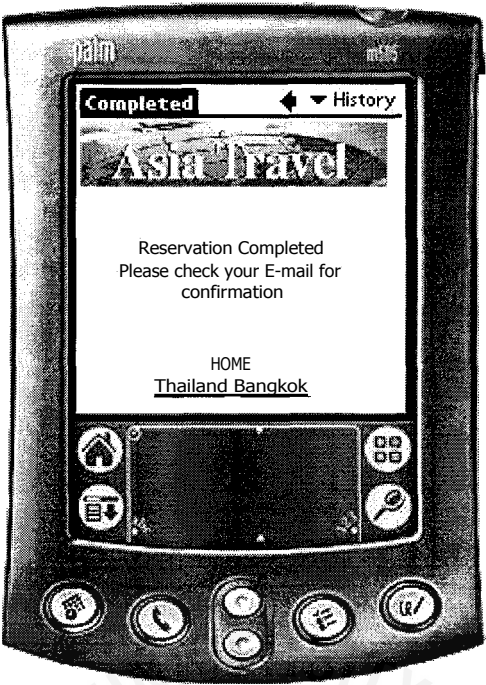 palm
m515
Completed History
Asia Travel
Reservation Completed
Please check your E-mail for
confirmation
HOME
Thailand Bangkok